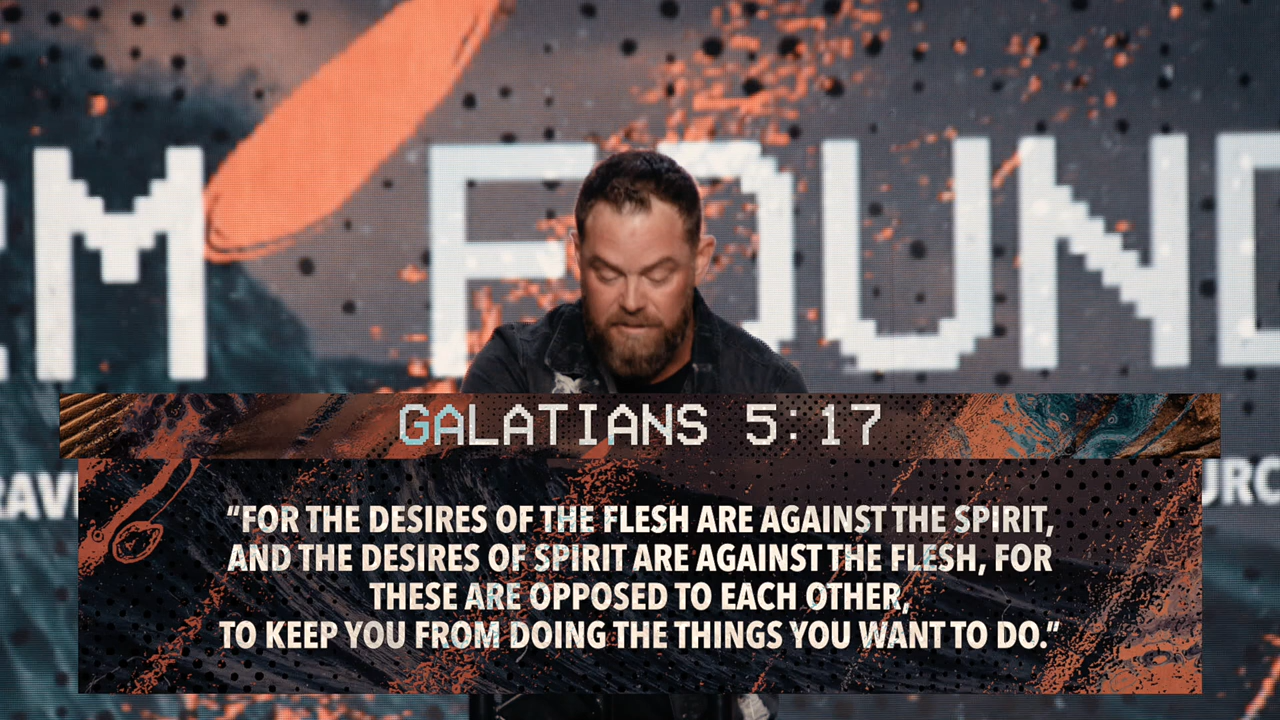 M FOUND
GALATIANS 5:17
“FOR THE DESIRES OF THE FLESH ARE AGAINST THE SPIRIT,
AND THE DESIRES OF SPIRIT ARE AGAINST THE FLESH, FOR
THESE ARE OPPOSED TO EACH OTHER,
TO KEEP YOU FROM DOING THE THINGS YOU WANT TO DO.”